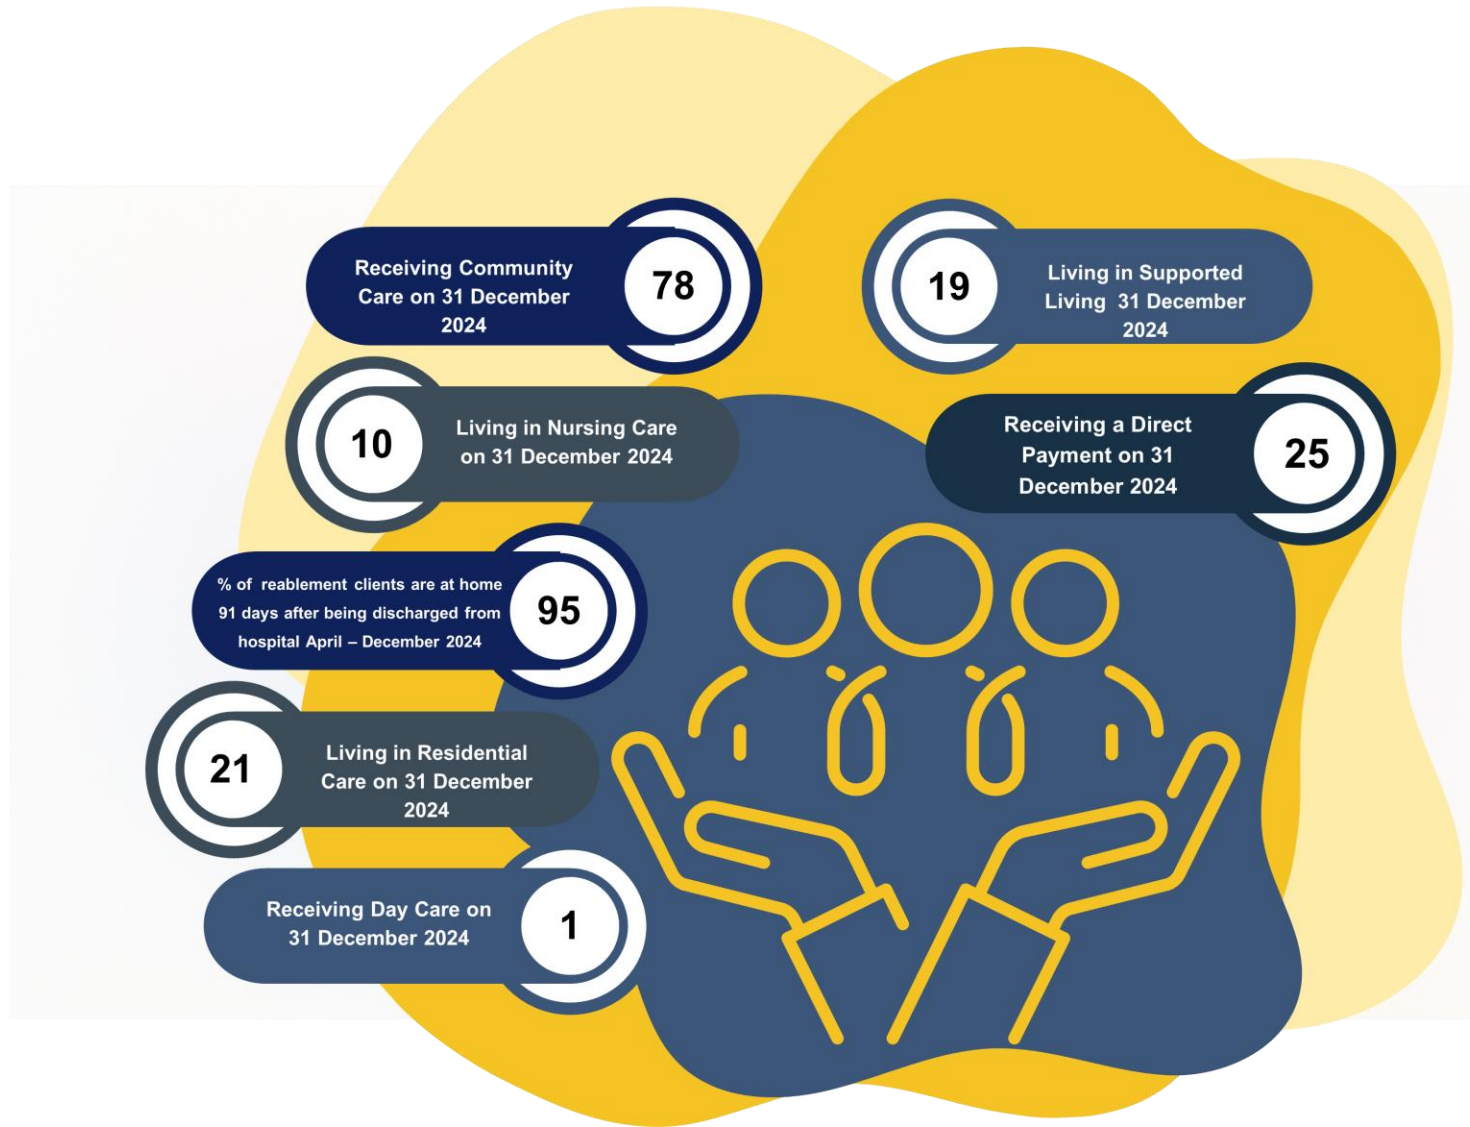 Receiving Community
Care on 31 December
2024
78
19
Living in Supported
Living 31 December
2024
10
Living in Nursing Care
on 31 December 2024
Receiving a Direct
Payment on 31
December 2024
25
% of reablement clients are at home
91 days after being discharged from
hospital April – December 2024
95
21
Living in Residential
Care on 31 December
2024
Receiving Day Care on
31 December 2024
1